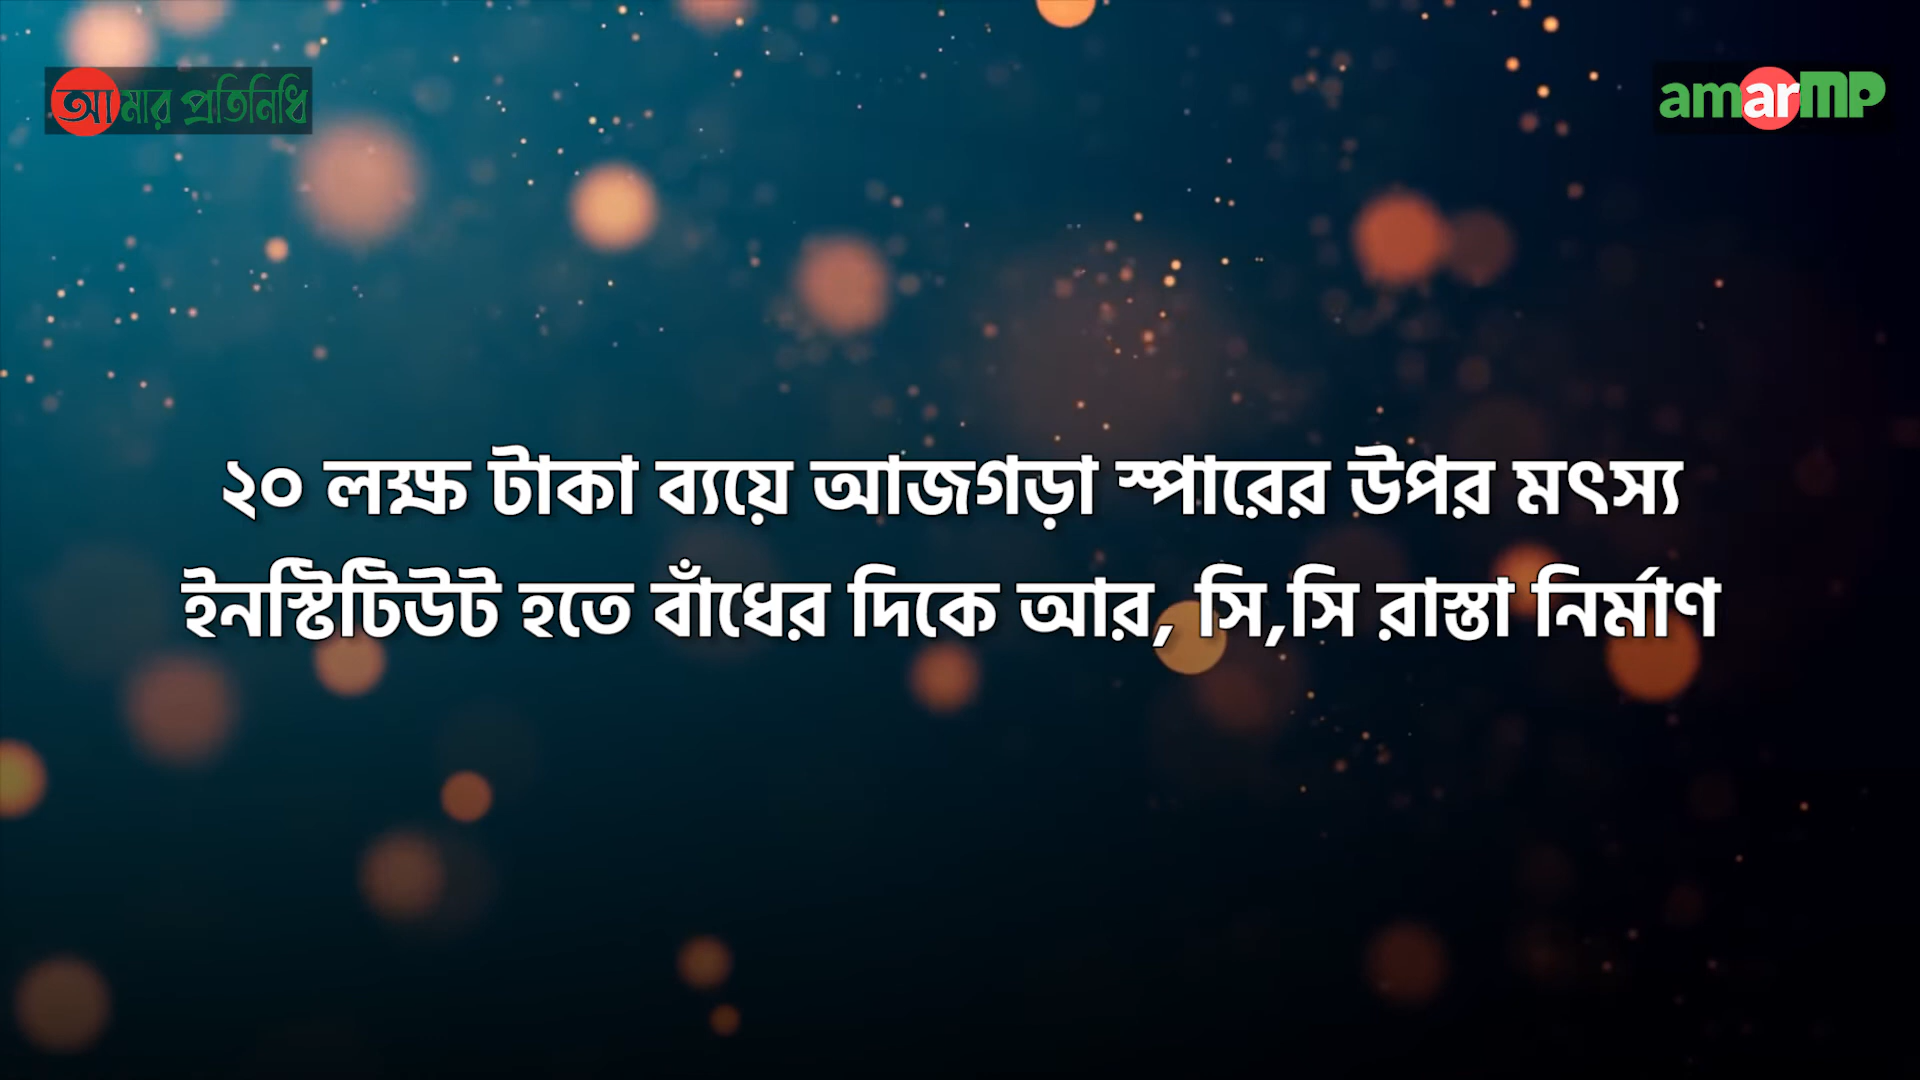 আমার প্রতিনিধি
amarMP
২০ লক্ষ টাকা ব্যয়ে আজগড়া স্পারের উপর মৎস্য
ইনস্টিটিউট হতে বাঁধের দিকে আর, সি,সি রাস্তা নির্মাণ